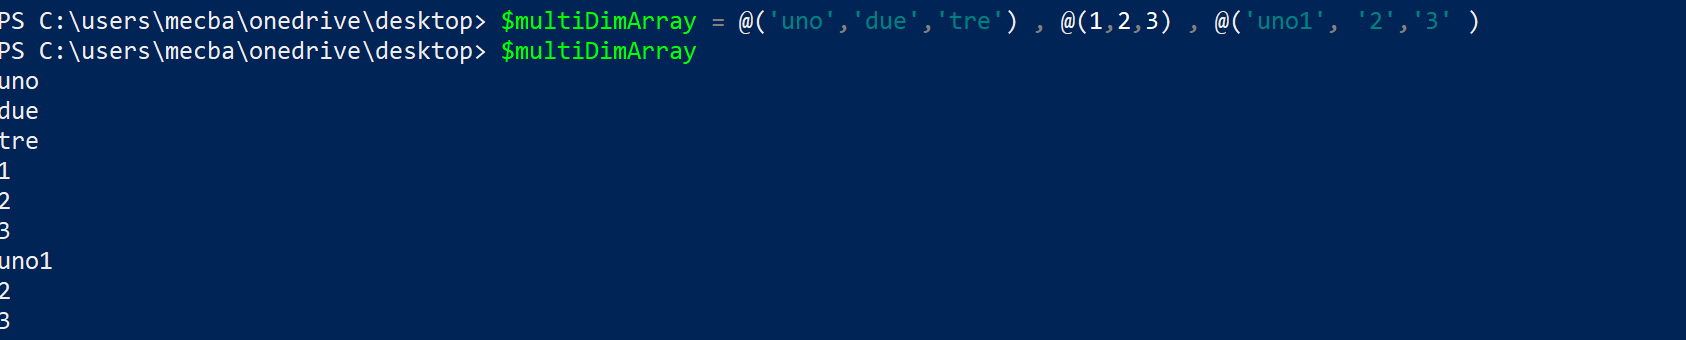 PS C:\users\mecba\onedrive\desktop> $multiDimArray = @('uno','due','tre') , @(1,2,3) , @('uno1', '2','3' )
PS C:\users\mecba\onedrive\desktop> $multiDimArray
uno
due
tre
1
2
3
uno1
2
3